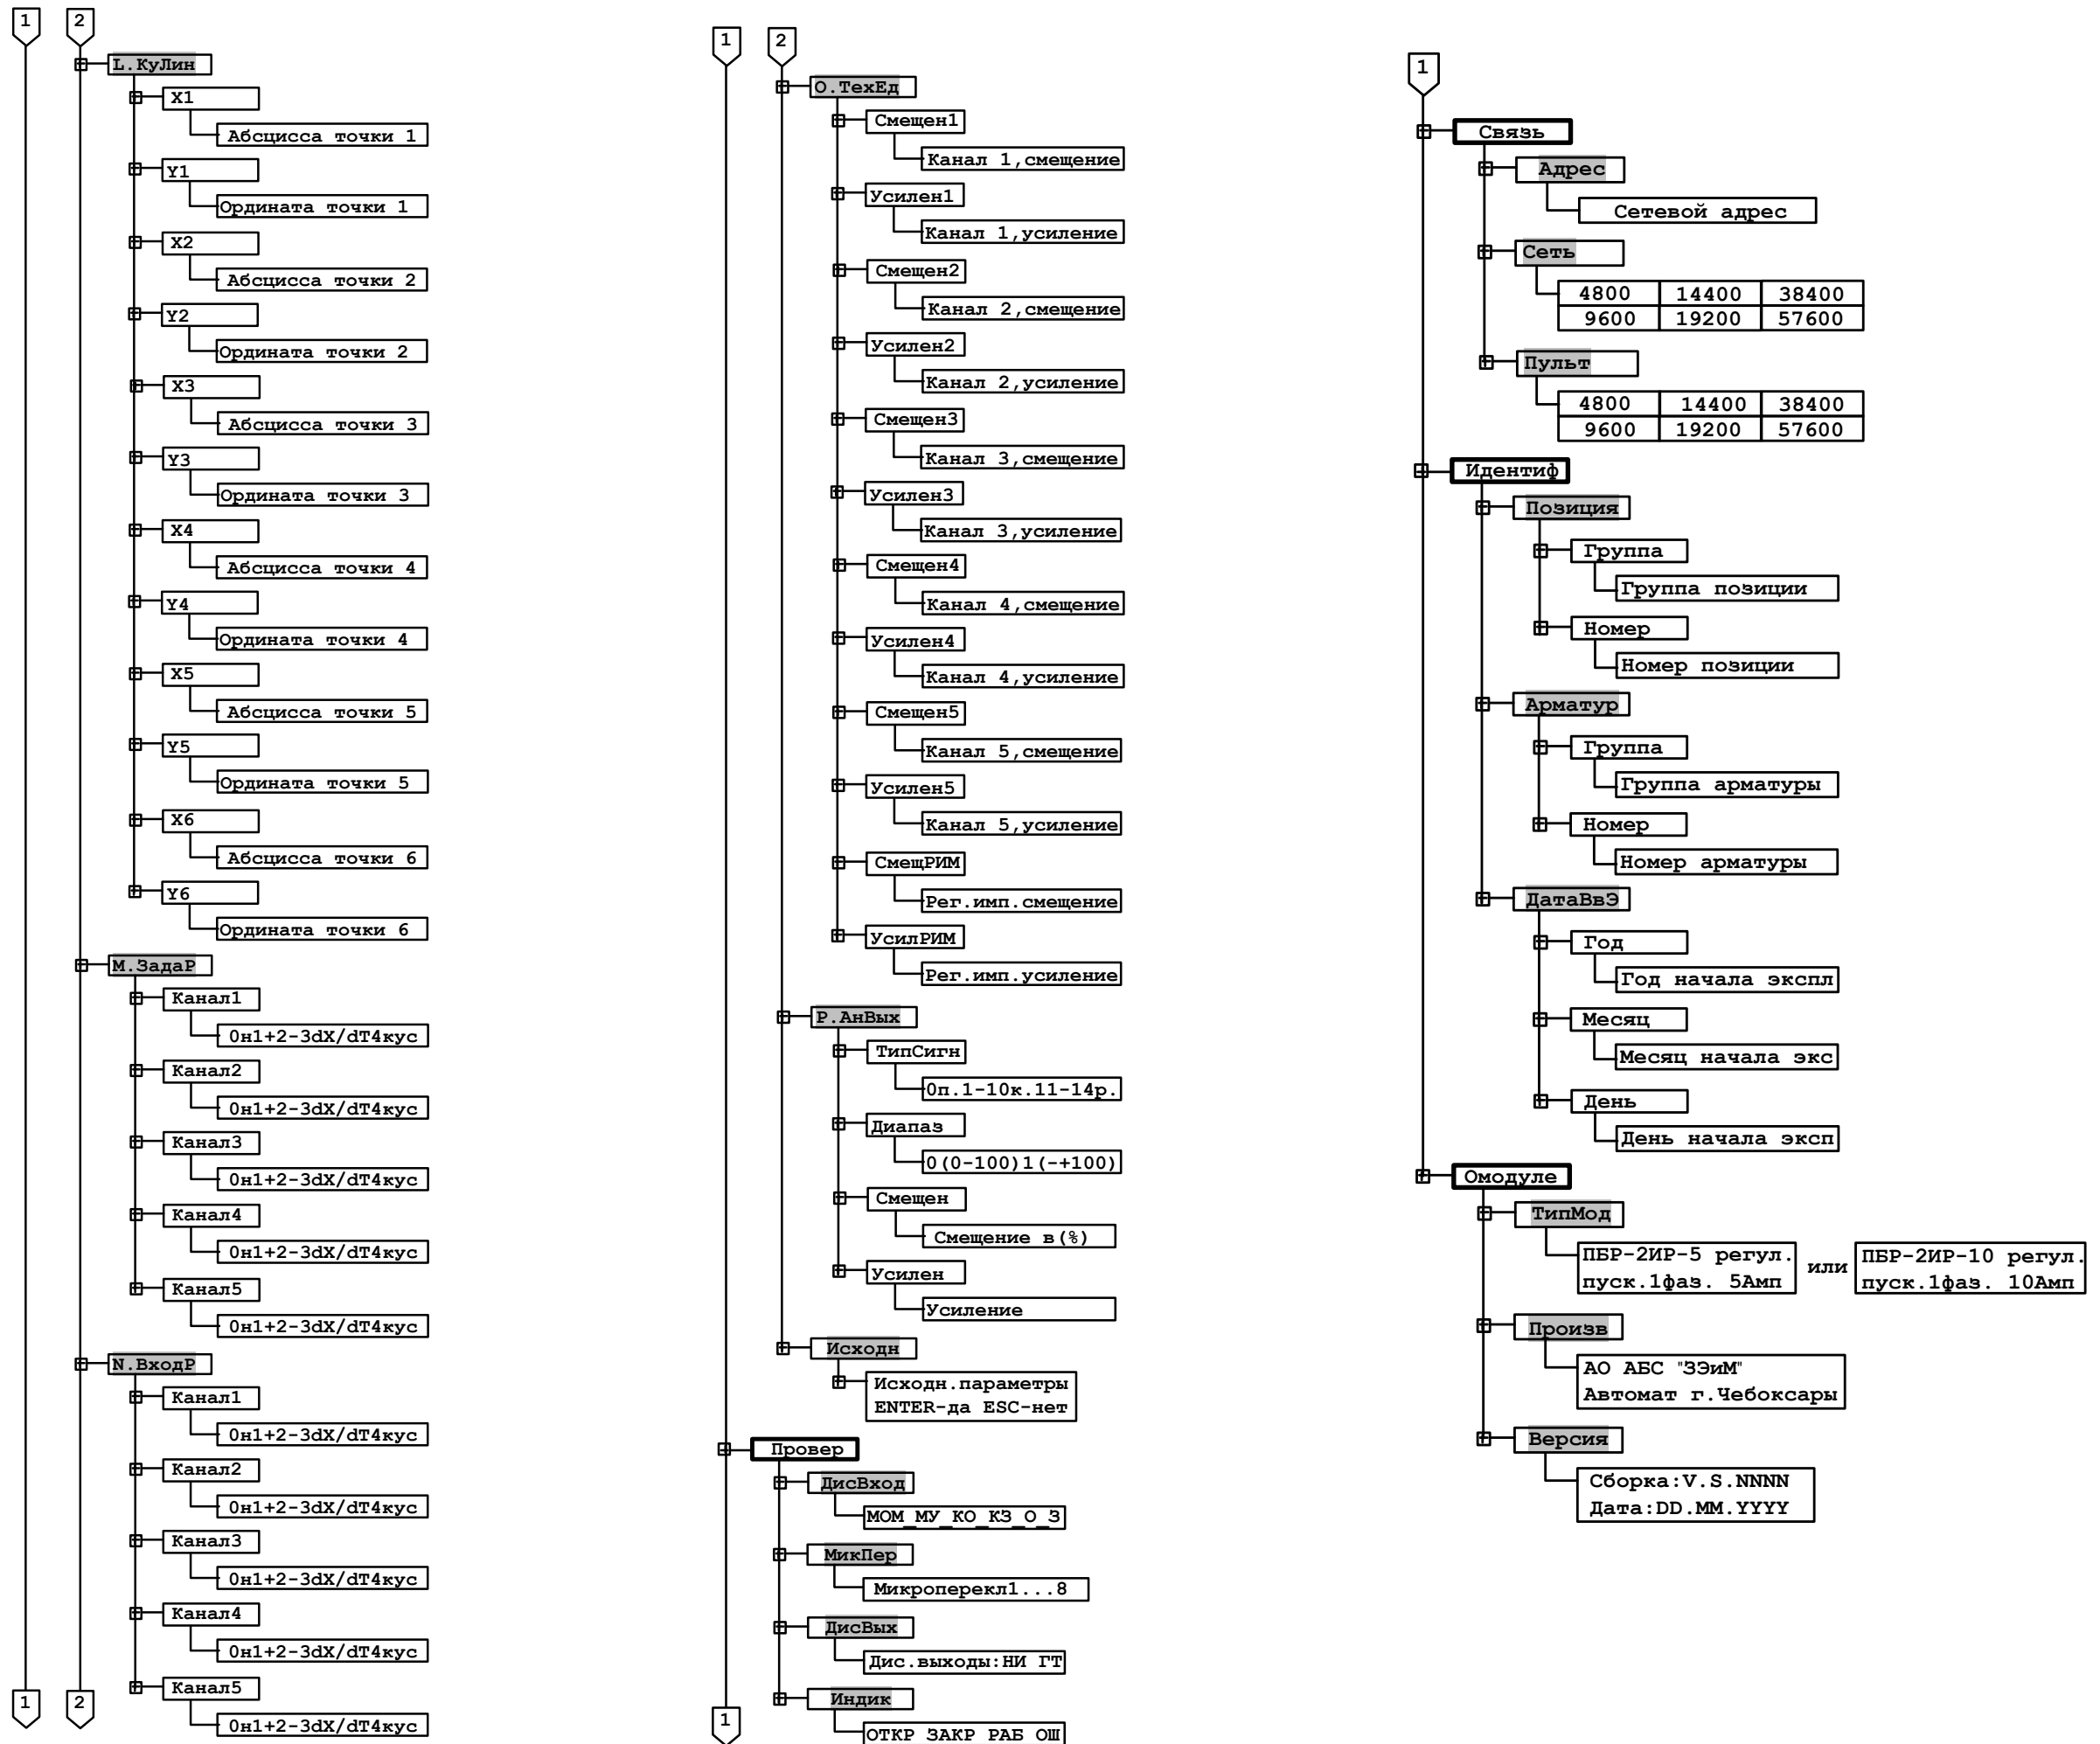 1
2
L.КуЛин
X1
Абсцисса точки 1
Y1
Ордината точки 1
X2
Абсцисса точки 2
Y2
Ордината точки 2
X3
Абсцисса точки 3
Y3
Ордината точки 3
X4
Абсцисса точки 4
Y4
Ордината точки 4
X5
Абсцисса точки 5
Y5
Ордината точки 5
X6
Абсцисса точки 6
Y6
Ордината точки 6
M.ЗадаР
Канал1
0н1+2-3dX/dT4кус
Канал2
0н1+2-3dX/dT4кус
Канал3
0н1+2-3dX/dT4кус
Канал4
0н1+2-3dX/dT4кус
Канал5
0н1+2-3dX/dT4кус
N.ВходР
Канал1
0н1+2-3dX/dT4кус
Канал2
0н1+2-3dX/dT4кус
Канал3
0н1+2-3dX/dT4кус
Канал4
0н1+2-3dX/dT4кус
Канал5
0н1+2-3dX/dT4кус
1
2
1
2
O.ТехЕд
Смещен1
Канал 1,смещение
Усилен1
Канал 1,усиление
Смещен2
Канал 2,смещение
Усилен2
Канал 2,усиление
Смещен3
Канал 3,смещение
Усилен3
Канал 3,усиление
Смещен4
Канал 4,смещение
Усилен4
Канал 4,усиление
Смещен5
Канал 5,смещение
Усилен5
Канал 5,усиление
СмещРИМ
Рег.имп.смещение
УсилРИМ
Рег.имп.усиление
P.АнВых
ТипСигн
0п.1-10к.11-14р.
Диапаз
0(0-100)1(-+100)
Смещен
Смещение в(%)
Усилен
Усиление
Исходн
Исходн.параметры
ENTER-да ESC-нет
Провер
ДисВход
МОМ_МУ_КО_КЗ_О_З
МикПер
Микроперекл1...8
ДисВых
Дис.выходы:НИ ГТ
Индик
ОТКР ЗАКР РАБ ОШ
1
1
Связь
Адрес
Сетевой адрес
Сеть
4800 14400 38400
9600 19200 57600
Пульт
4800 14400 38400
9600 19200 57600
Идентиф
Позиция
Группа
Группа позиции
Номер
Номер позиции
Арматур
Группа
Группа арматуры
Номер
Номер арматуры
ДатаВвЭ
Год
Год начала экспл
Месяц
Месяц начала экс
День
День начала эксп
Омодуле
ТипМод
ПБР-2ИР-5 регул.
пуск.1фаз. 5Амп
или
ПБР-2ИР-10 регул.
пуск.1фаз. 10Амп
Произв
АО АБС "ЗЭиМ"
Автомат г.Чебоксары
Версия
Сборка:V.S.NNNN
Дата:DD.MM.YYYY